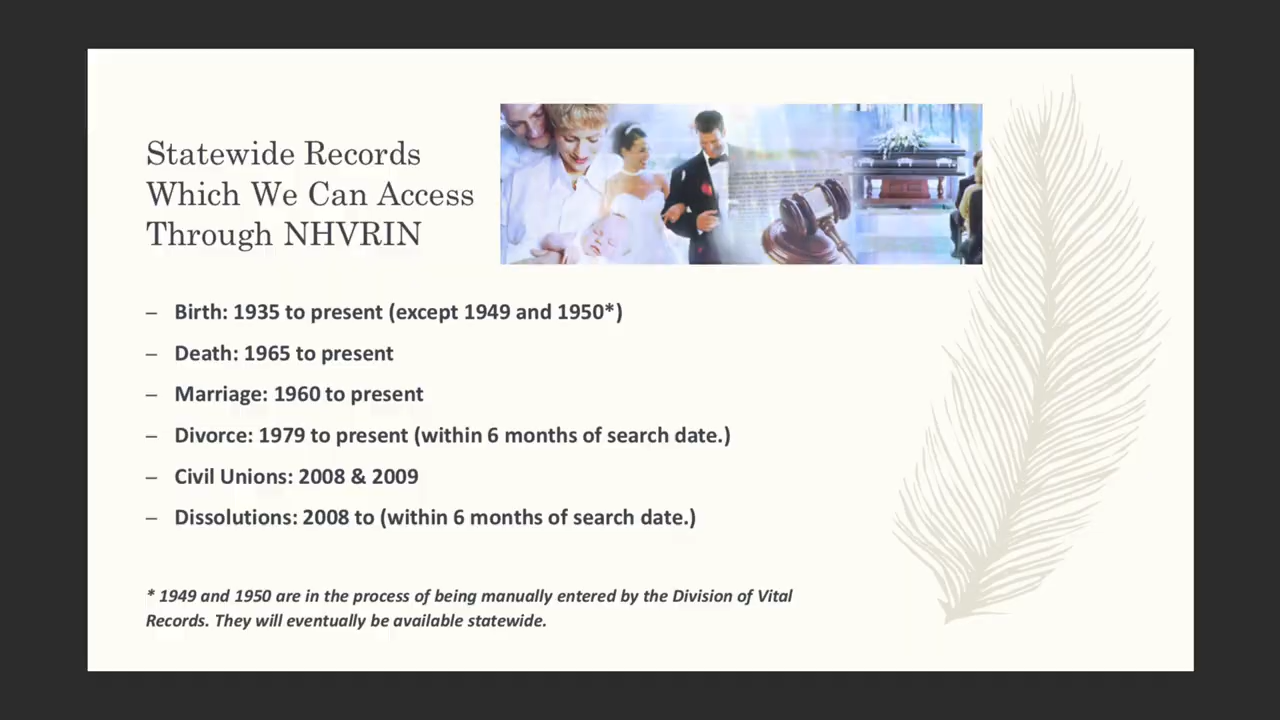 Statewide Records
Which We Can Access
Through NHVRIN
– Birth: 1935 to present (except 1949 and 1950*)
– Death: 1965 to present
– Marriage: 1960 to present
– Divorce: 1979 to present (within 6 months of search date.)
– Civil Unions: 2008 & 2009
– Dissolutions: 2008 to (within 6 months of search date.)
* 1949 and 1950 are in the process of being manually entered by the Division of Vital
Records. They will eventually be available statewide.